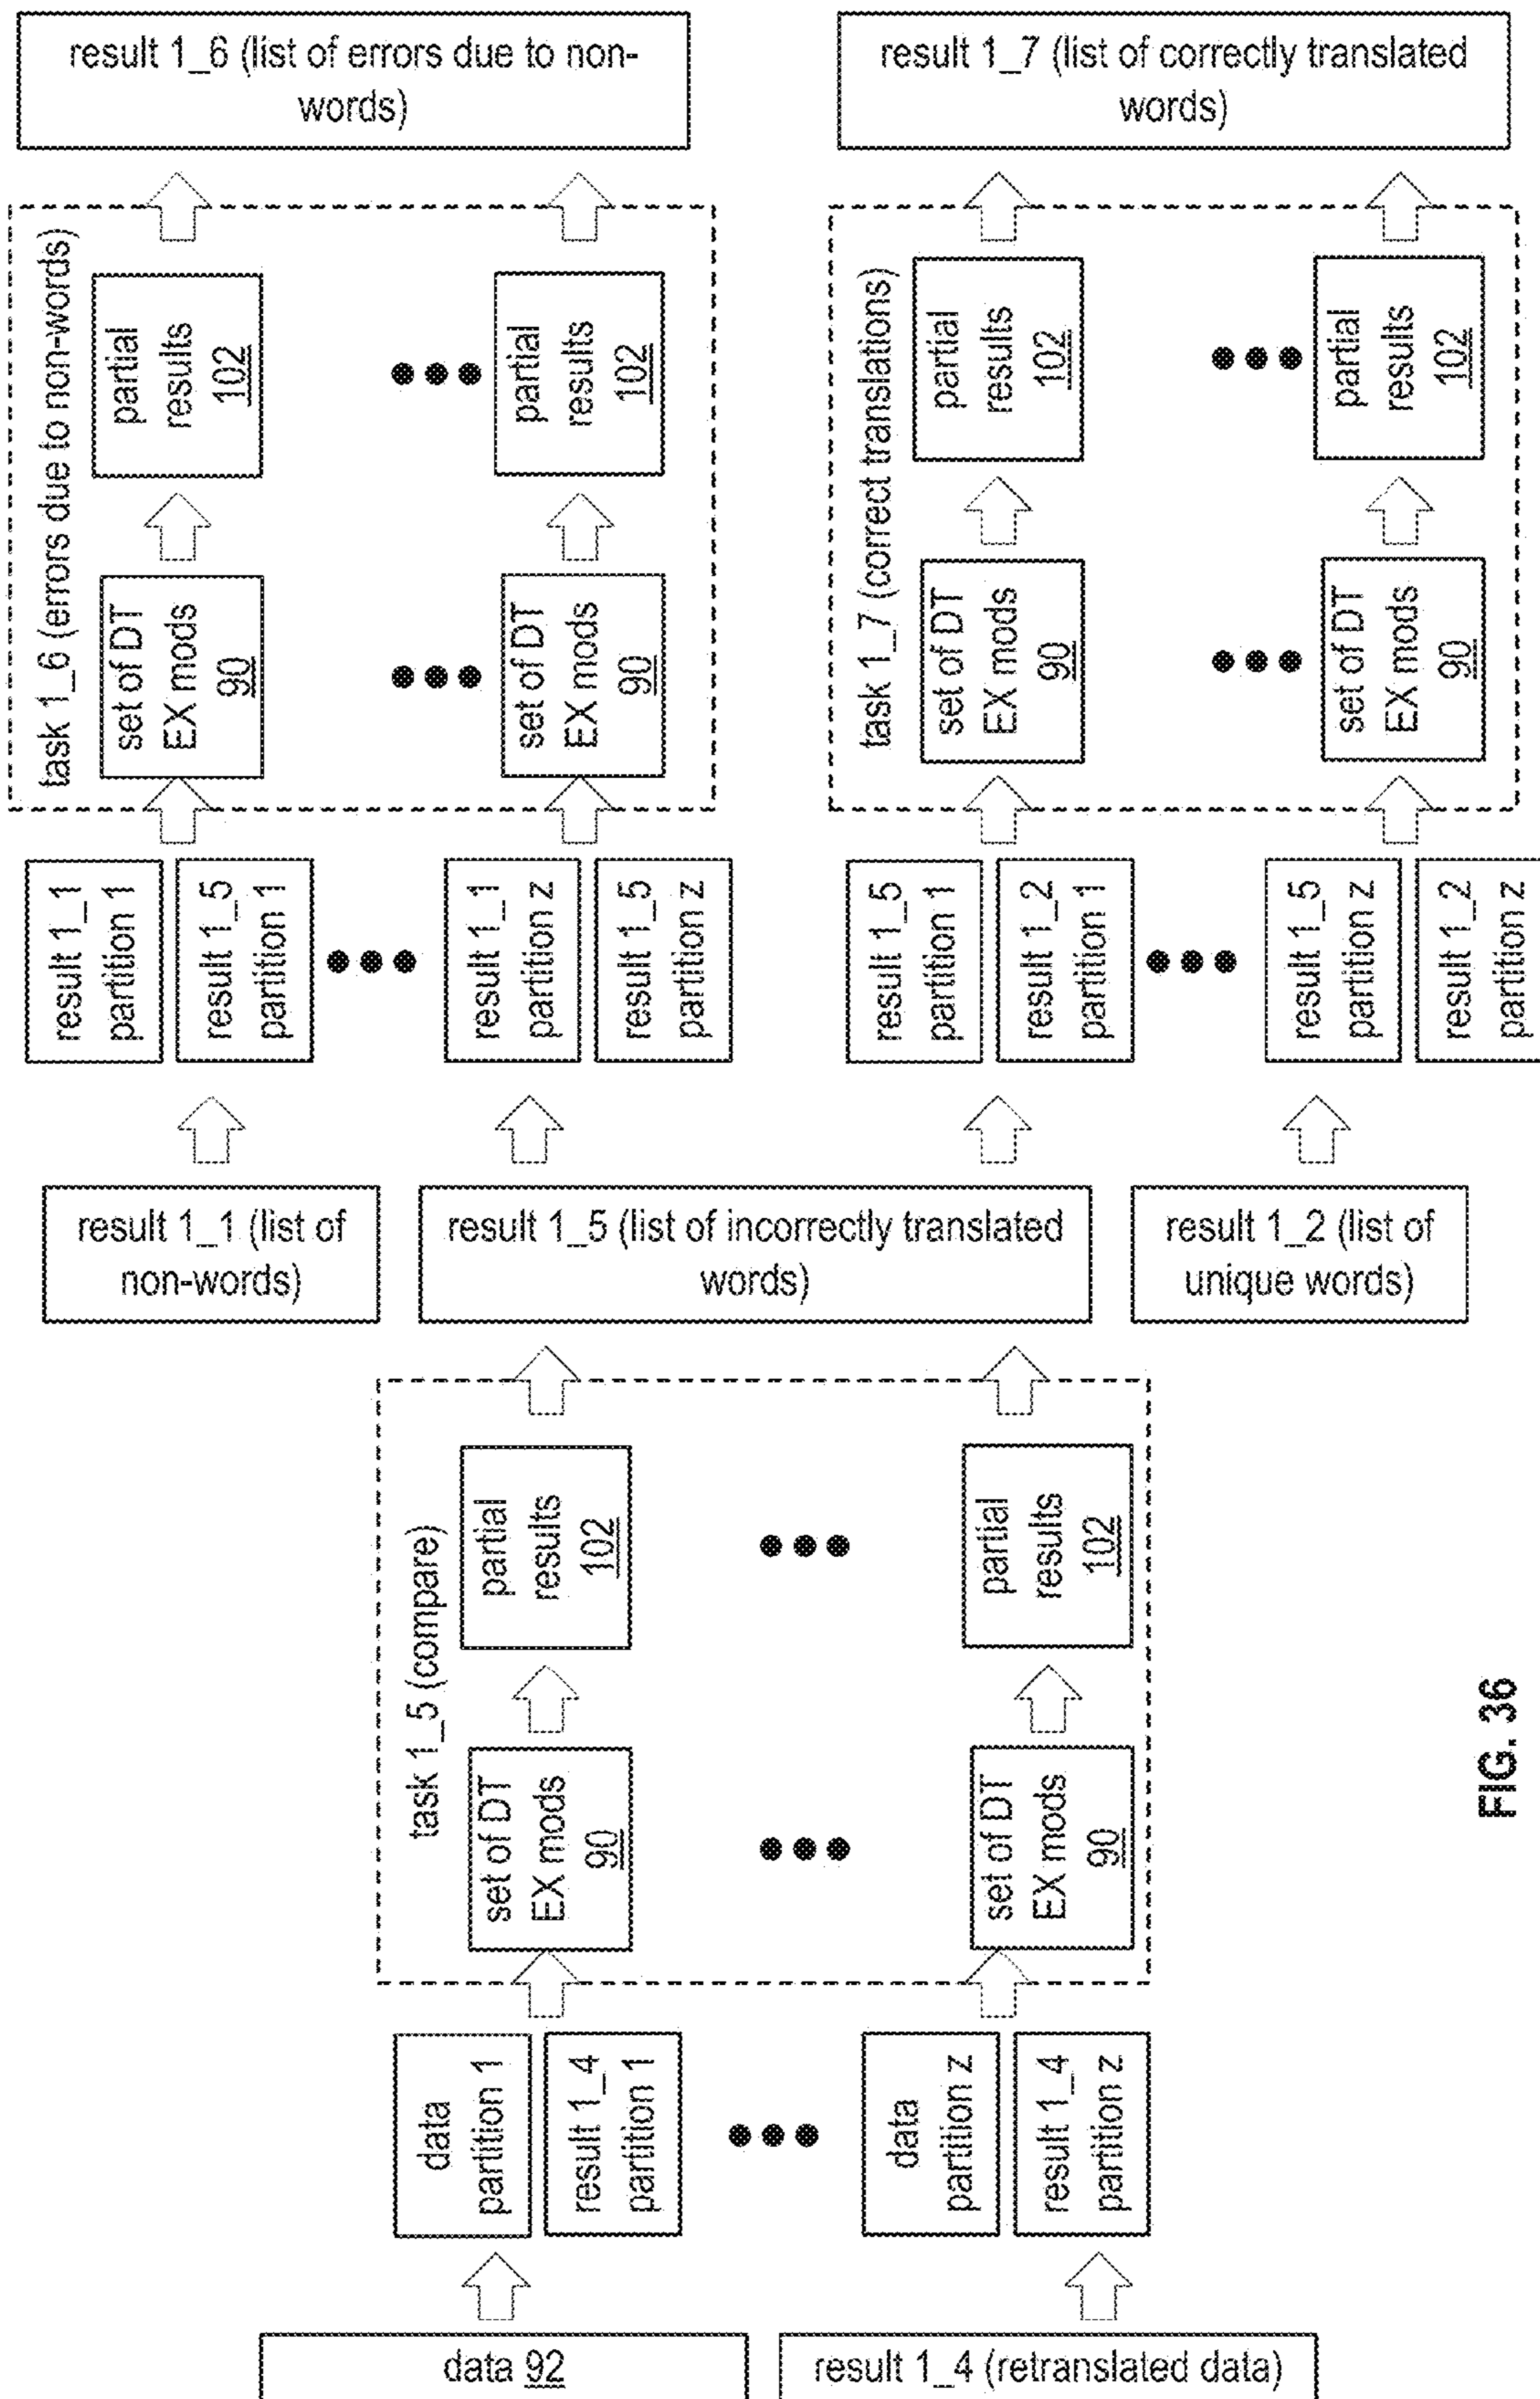 data 92
result 1_4 (retranslated data)
data
partition 1
result 1_4
partition 1
data
partition z
result 1_4
partition z
task 1_5 (compare)
set of DT
EX mods
90
partial
results
102
set of DT
EX mods
90
partial
results
102
result 1_1 (list of
non-words)
result 1_5 (list of incorrectly translated
words)
result 1_2 (list of
unique words)
result 1_1
partition 1
result 1_5
partition 1
result 1_1
partition z
result 1_5
partition z
task 1_6 (errors due to non-words)
set of DT
EX mods
90
partial
results
102
set of DT
EX mods
90
partial
results
102
result 1_6 (list of errors due to non-
words)
result 1_5
partition 1
result 1_2
partition 1
result 1_5
partition z
result 1_2
partition z
task 1_7 (correct translations)
set of DT
EX mods
90
partial
results
102
set of DT
EX mods
90
partial
results
102
result 1_7 (list of correctly translated
words)
FIG. 36